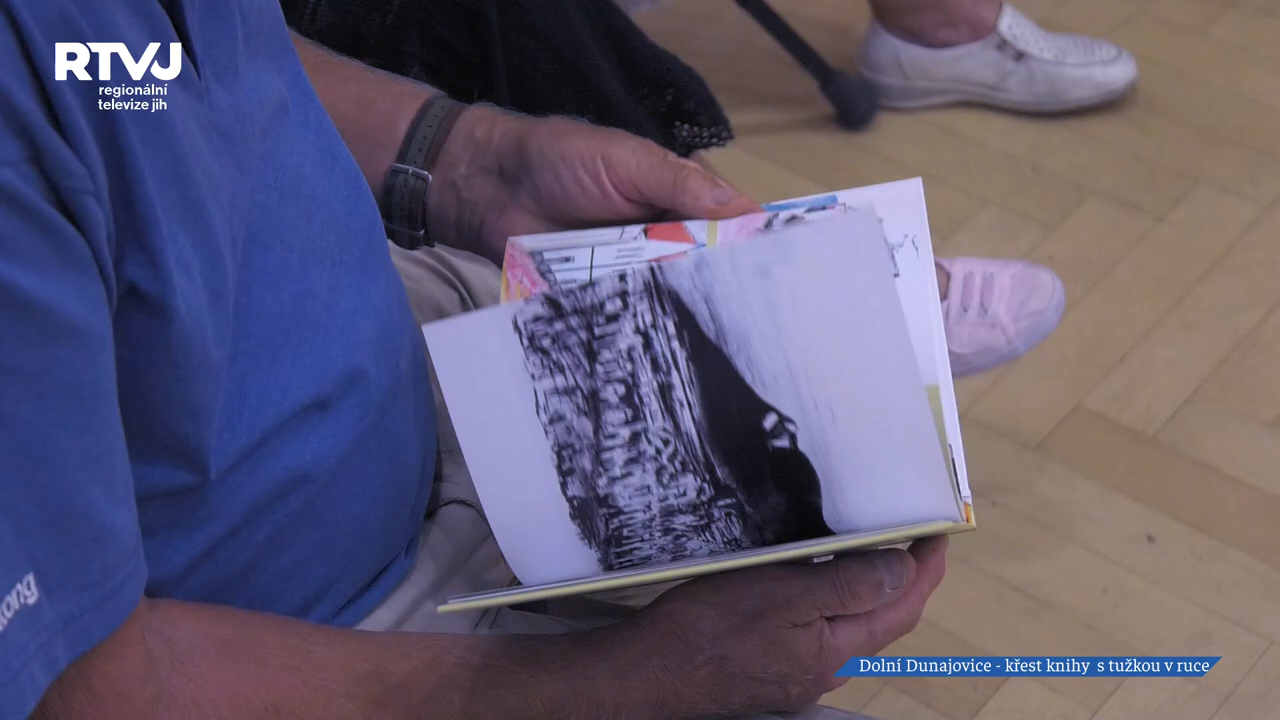 RTVJ
regionální
televize jih
Dolní Dunajovice - křest knihy s tužkou v ruce